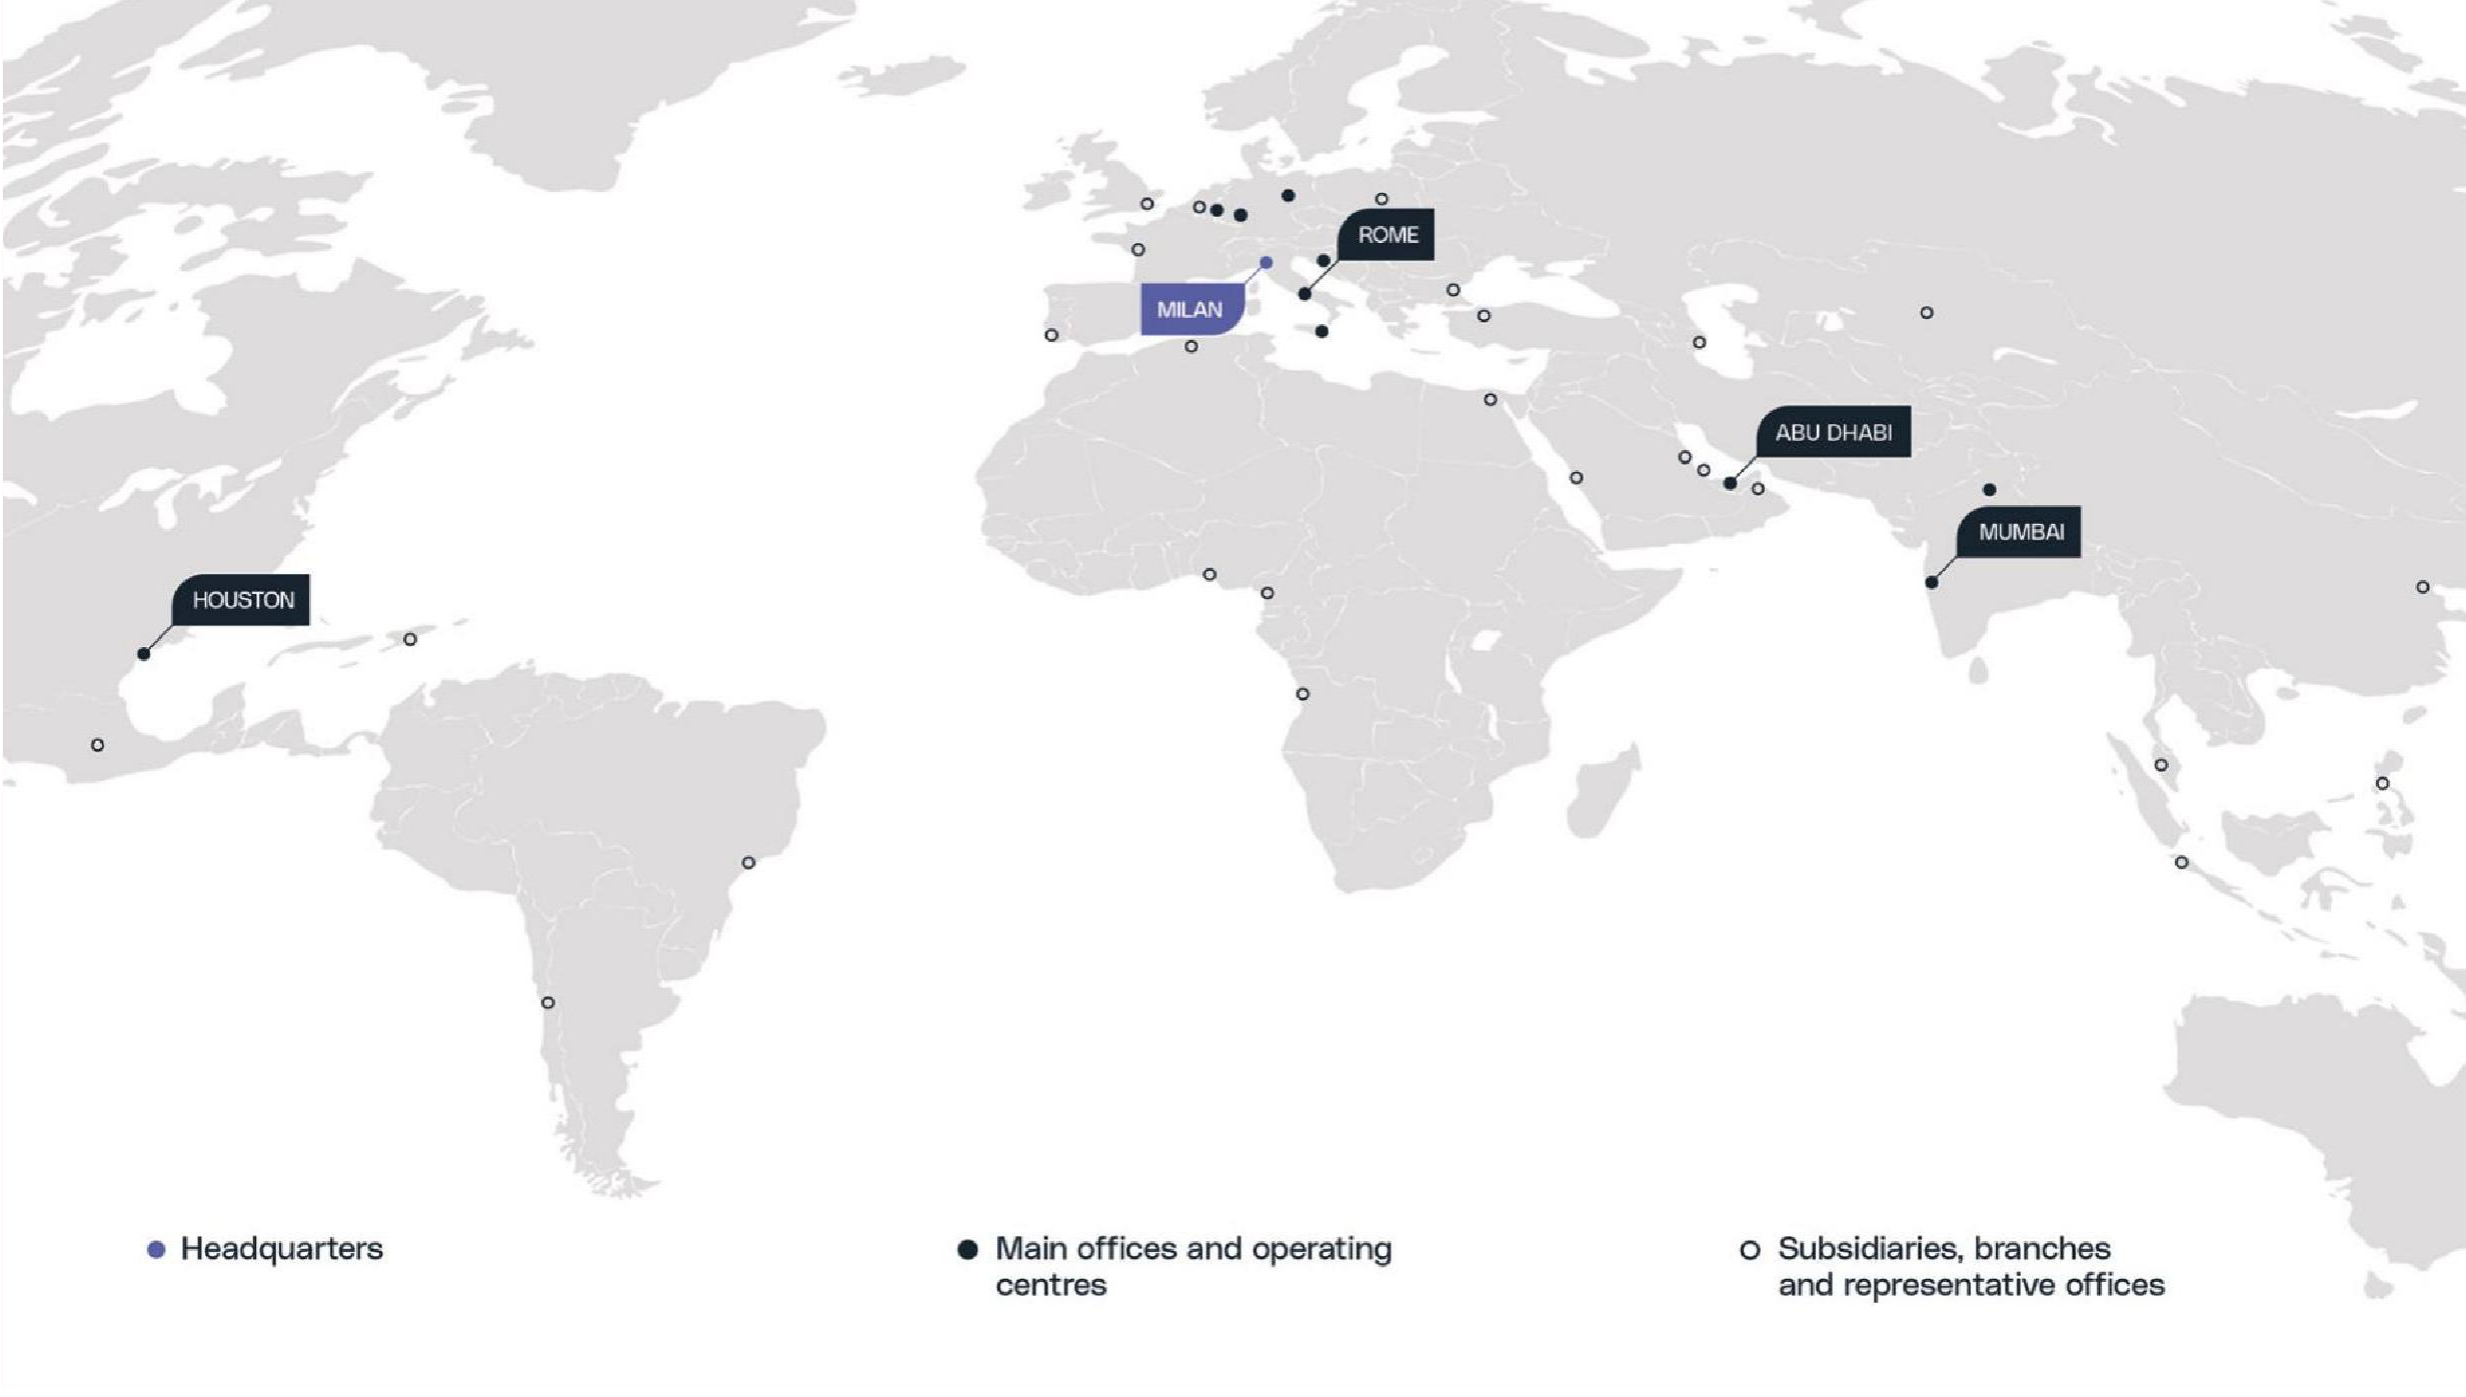 ROME
MILAN
ABU DHABI
MUMBAI
HOUSTON
Headquarters
Main offices and operating
centres
Subsidiaries, branches
and representative offices